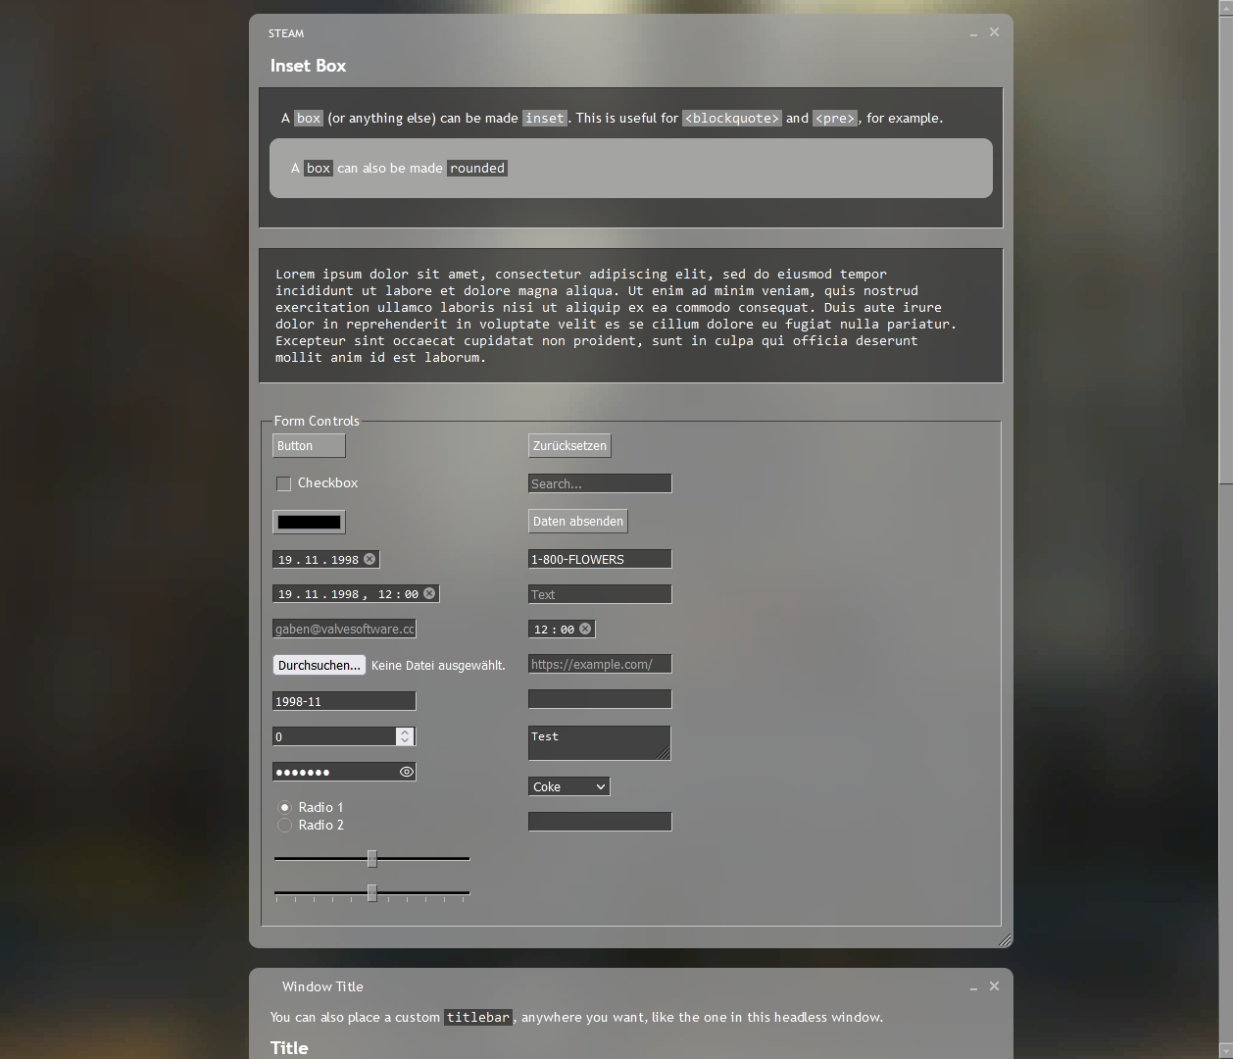 STEAM
Inset Box
A box (or anything else) can be made inset. This is useful for <blockquote> and <pre>, for example.
A box can also be made rounded
Lorem ipsum dolor sit amet, consectetur adipiscing elit, sed do eiusmod tempor
incididunt ut labore et dolore magna aliqua. Ut enim ad minim veniam, quis nostrud
exercitation ullamco laboris nisi ut aliquip ex ea commodo consequat. Duis aute irure
dolor in reprehenderit in voluptate velit es se cillum dolore eu fugiat nulla pariatur.
Excepteur sint occaecat cupidatat non proident, sunt in culpa qui officia deserunt
mollit anim id est laborum.
Form Controls
Button
Zurücksetzen
Checkbox
Search...
Daten absenden
19.11.1998
1-800-FLOWERS
19.11.1998, 12:00
Text
gaben@valvesoftware.cc
12:00
Durchsuchen... Keine Datei ausgewählt.
https://example.com/
1998-11
0
Test
•••••••
Coke
Radio 1
Radio 2
Window Title
You can also place a custom titlebar, anywhere you want, like the one in this headless window.
Title